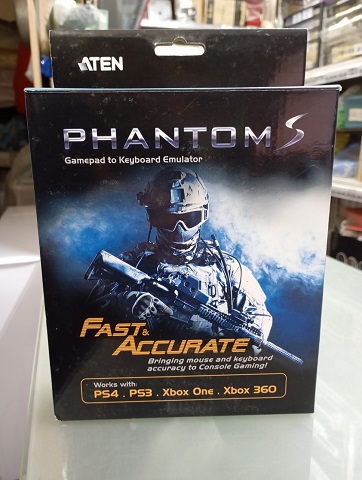 ATEN
PHANTOM S
Gamepad to Keyboard Emulator
FAST &
ACCURATE
Bringing mouse and keyboard
accuracy to Console Gaming!
Works with:
PS4 . PS3 . Xbox One . Xbox 360